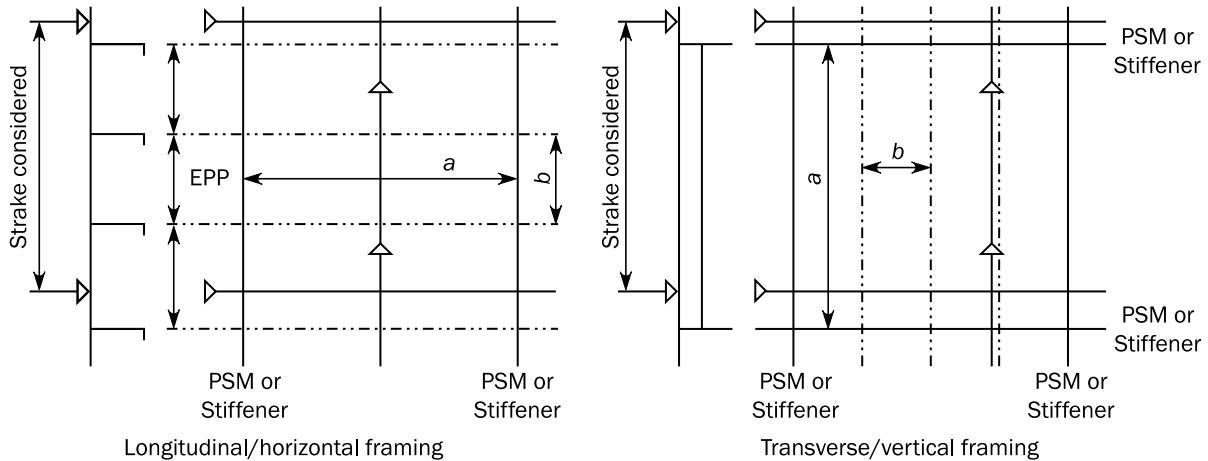 Strake considered
EPP
a
b
PSM or
Stiffener
PSM or
Stiffener
Longitudinal/horizontal framing
Strake considered
a
b
PSM or
Stiffener
PSM or
Stiffener
PSM or
Stiffener
PSM or
Stiffener
Transverse/vertical framing